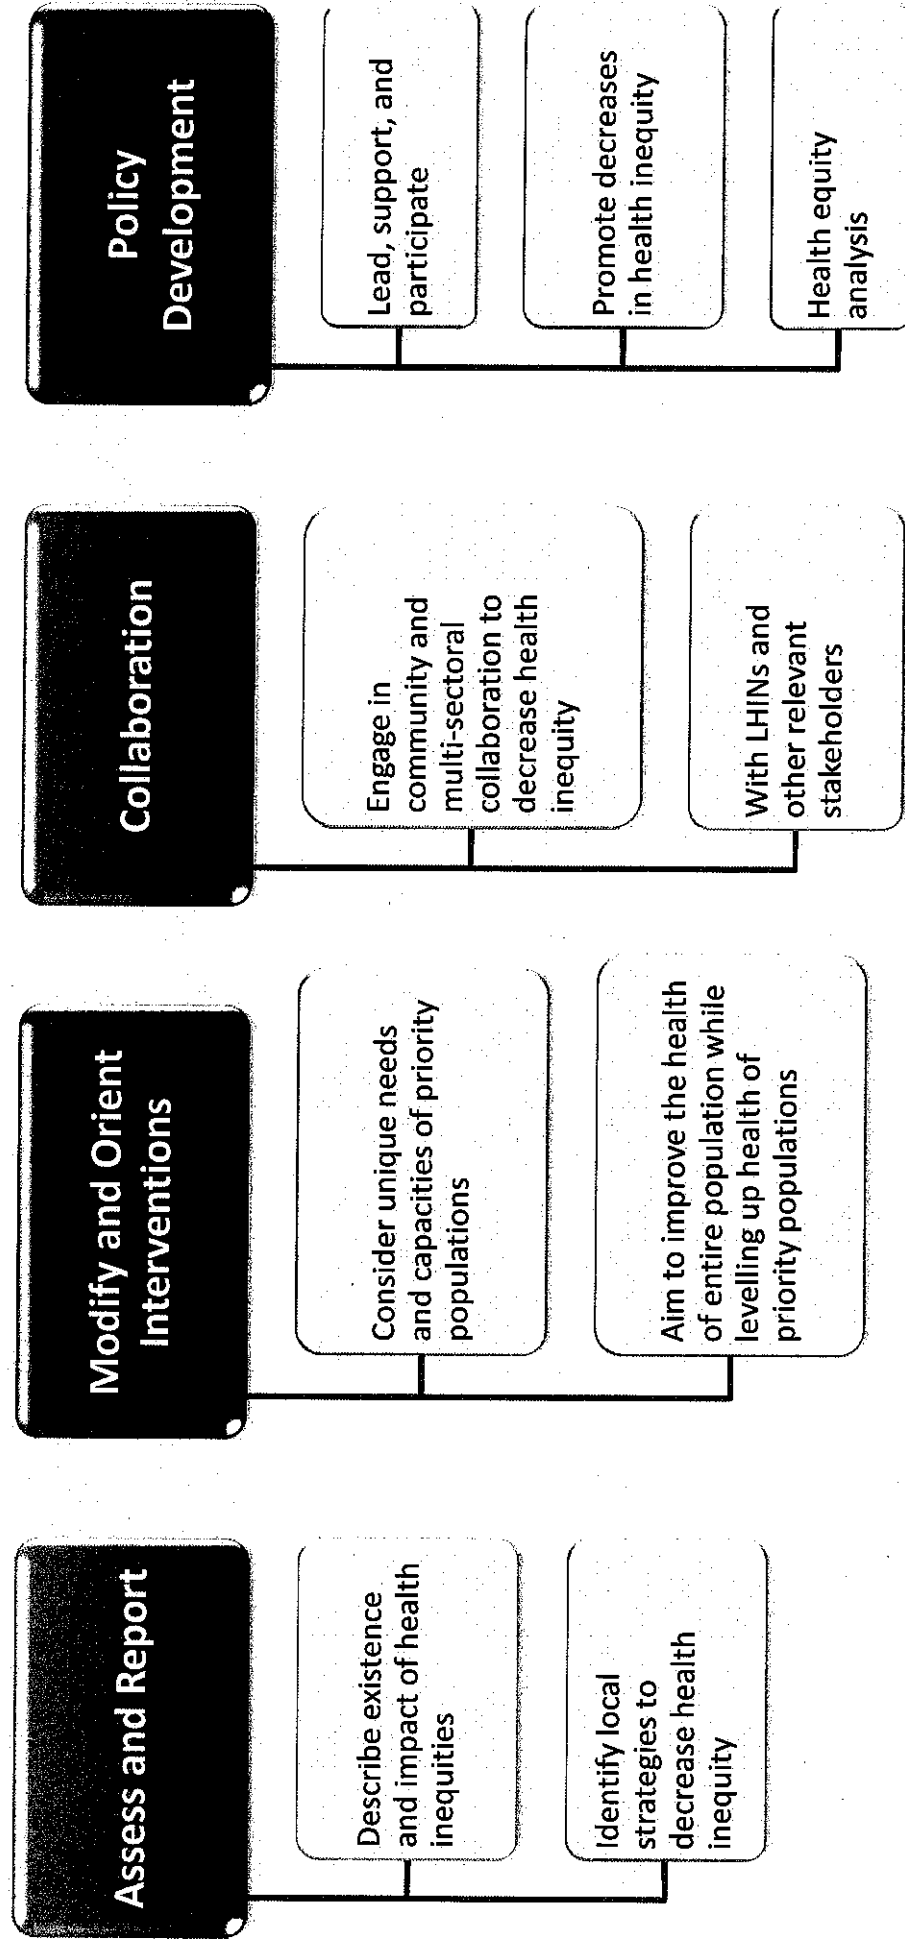 Assess and Report
Describe existence
and impact of health
inequities
Identify local
strategies to
decrease health
inequity
Modify and Orient
Interventions
Consider unique needs
and capacities of priority
populations
Aim to improve the health
of entire population while
levelling up health of
priority populations
Collaboration
Engage in
community and
multi-sectoral
collaboration to
decrease health
inequity
With LHINs and
other relevant
stakeholders
Policy
Development
Lead, support, and
participate
Promote decreases
in health inequity
Health equity
analysis